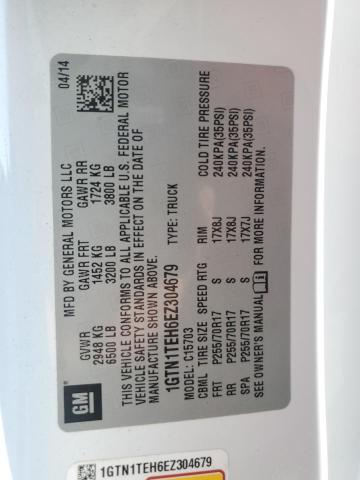 MFD BY GENERAL MOTORS LLC 04/14
GVWR GAWR FRT GAWR RR
2948 KG 1452 KG 1724 KG
6500 LB 3200 LB 3800 LB
THIS VEHICLE CONFORMS TO ALL APPLICABLE U.S. FEDERAL MOTOR
VEHICLE SAFETY STANDARDS IN EFFECT ON THE DATE OF
MANUFACTURE SHOWN ABOVE.
1GTN1TEH6EZ304679 TYPE: TRUCK
MODEL: C15703
CBML TIRE SIZE SPEED RTG RIM COLD TIRE PRESSURE
FRT P255/70R17 S 17X8J 240KPA(35PSI)
RR P255/70R17 S 17X8J 240KPA(35PSI)
SPA P255/70R17 S 17X7J 240KPA(35PSI)
SEE OWNER'S MANUAL FOR MORE INFORMATION.
GM
1GTN1TEH6EZ304679